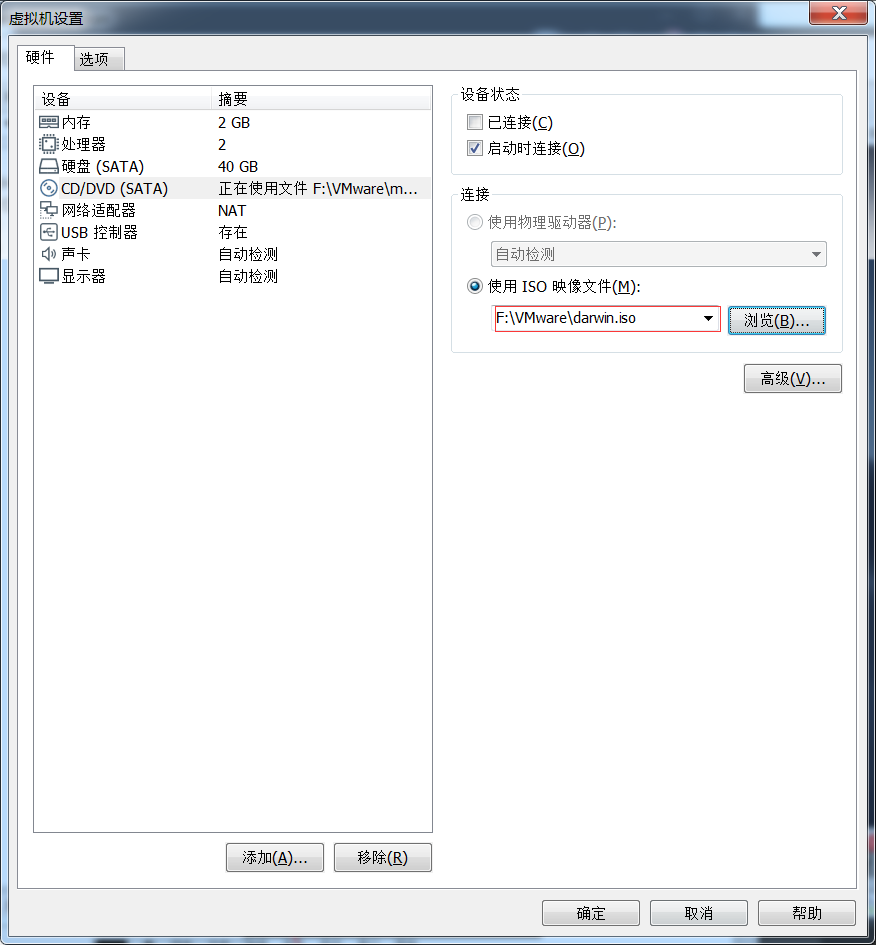 虚拟机设置
硬件
选项
设备
摘要
内存
2 GB
处理器
2
硬盘 (SATA)
40 GB
CD/DVD (SATA)
正在使用文件 F:\VMware\m...
网络适配器
NAT
USB 控制器
存在
声卡
自动检测
显示器
自动检测
添加(A)...
移除(R)
设备状态
已连接(C)
启动时连接(O)
连接
使用物理驱动器(P):
自动检测
使用 ISO 映像文件(M):
F:\VMware\darwin.iso
浏览(B)...
高级(V)...
确定
取消
帮助